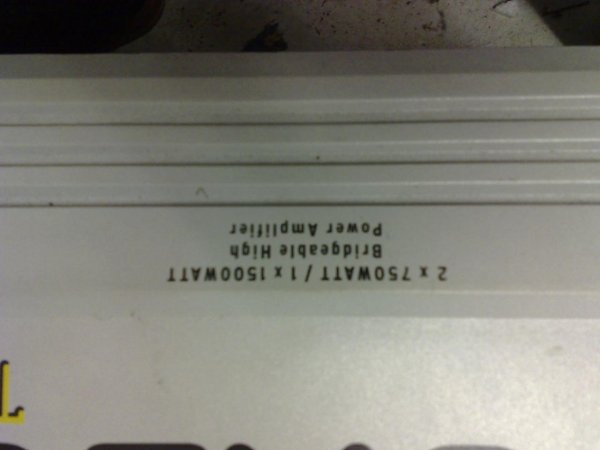 2 x 750WATT / 1 x 1500WATT
Bridgeable High
Power Amplifier